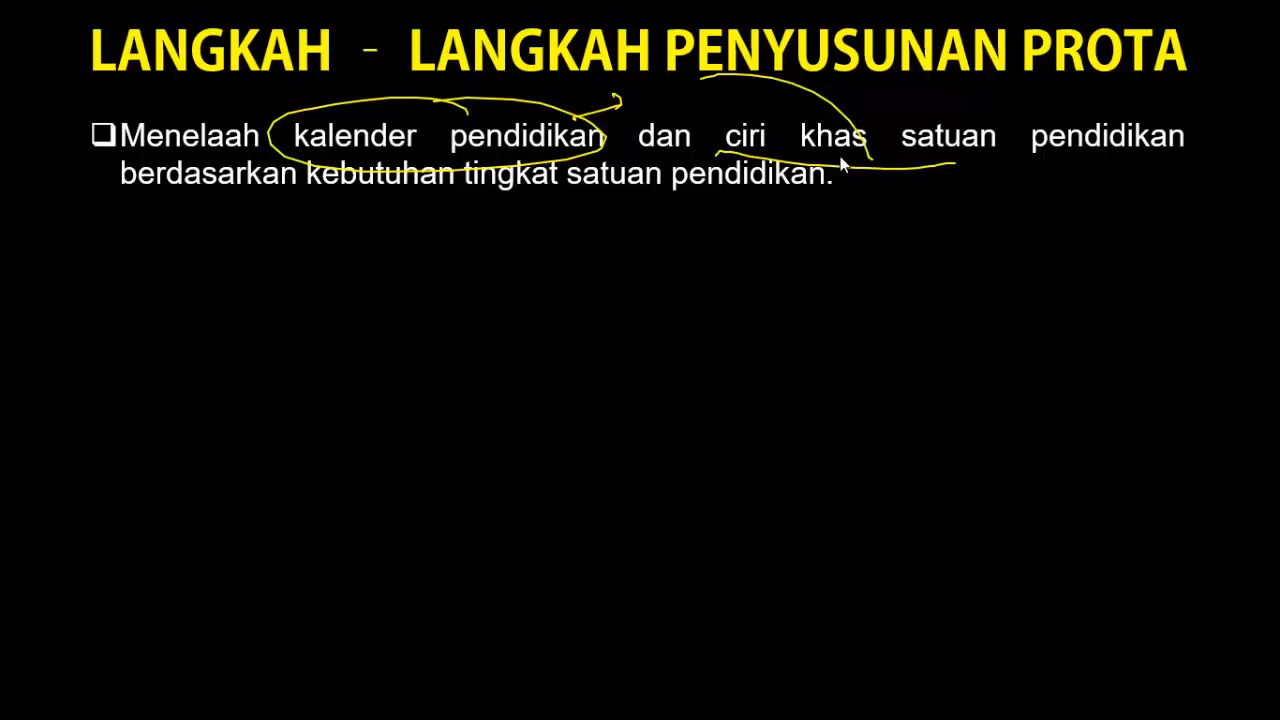 LANGKAH - LANGKAH PENYUSUNAN PROTA
❑Menelaah kalender pendidikan dan ciri khas satuan pendidikan
berdasarkan kebutuhan tingkat satuan pendidikan.